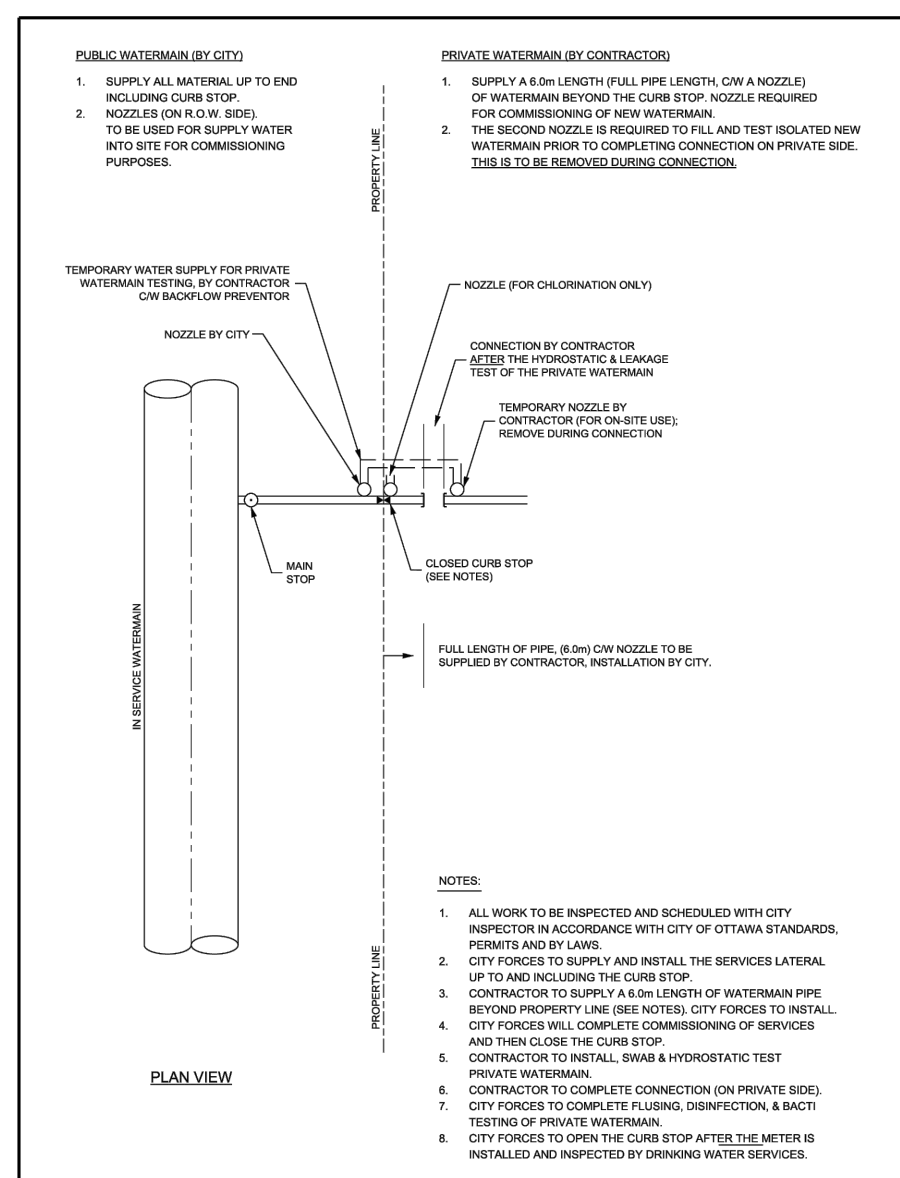 PUBLIC WATERMAIN (BY CITY)
1. SUPPLY ALL MATERIAL UP TO END
INCLUDING CURB STOP.
2. NOZZLES (ON R.O.W. SIDE).
TO BE USED FOR SUPPLY WATER
INTO SITE FOR COMMISSIONING
PURPOSES.
PRIVATE WATERMAIN (BY CONTRACTOR)
1. SUPPLY A 6.0m LENGTH (FULL PIPE LENGTH, C/W A NOZZLE)
OF WATERMAIN BEYOND THE CURB STOP. NOZZLE REQUIRED
FOR COMMISSIONING OF NEW WATERMAIN.
2. THE SECOND NOZZLE IS REQUIRED TO FILL AND TEST ISOLATED NEW
WATERMAIN PRIOR TO COMPLETING CONNECTION ON PRIVATE SIDE.
THIS IS TO BE REMOVED DURING CONNECTION.
PROPERTY LINE
TEMPORARY WATER SUPPLY FOR PRIVATE
WATERMAIN TESTING, BY CONTRACTOR
C/W BACKFLOW PREVENTOR
NOZZLE BY CITY
NOZZLE (FOR CHLORINATION ONLY)
CONNECTION BY CONTRACTOR
AFTER THE HYDROSTATIC & LEAKAGE
TEST OF THE PRIVATE WATERMAIN
TEMPORARY NOZZLE BY
CONTRACTOR (FOR ON-SITE USE);
REMOVE DURING CONNECTION
MAIN
STOP
CLOSED CURB STOP
(SEE NOTES)
IN SERVICE WATERMAIN
FULL LENGTH OF PIPE, (6.0m) C/W NOZZLE TO BE
SUPPLIED BY CONTRACTOR, INSTALLATION BY CITY.
PROPERTY LINE
PLAN VIEW
NOTES:
1. ALL WORK TO BE INSPECTED AND SCHEDULED WITH CITY
INSPECTOR IN ACCORDANCE WITH CITY OF OTTAWA STANDARDS,
PERMITS AND BY LAWS.
2. CITY FORCES TO SUPPLY AND INSTALL THE SERVICES LATERAL
UP TO AND INCLUDING THE CURB STOP.
3. CONTRACTOR TO SUPPLY A 6.0m LENGTH OF WATERMAIN PIPE
BEYOND PROPERTY LINE (SEE NOTES). CITY FORCES TO INSTALL.
4. CITY FORCES WILL COMPLETE COMMISSIONING OF SERVICES
AND THEN CLOSE THE CURB STOP.
5. CONTRACTOR TO INSTALL, SWAB & HYDROSTATIC TEST
PRIVATE WATERMAIN.
6. CONTRACTOR TO COMPLETE CONNECTION (ON PRIVATE SIDE).
7. CITY FORCES TO COMPLETE FLUSING, DISINFECTION, & BACTI
TESTING OF PRIVATE WATERMAIN.
8. CITY FORCES TO OPEN THE CURB STOP AFTER THE METER IS
INSTALLED AND INSPECTED BY DRINKING WATER SERVICES.